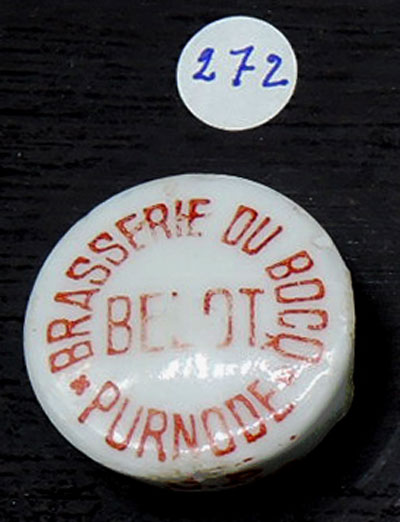 272
BRASSERIE DU BOCQ
BELOT
PURNODE